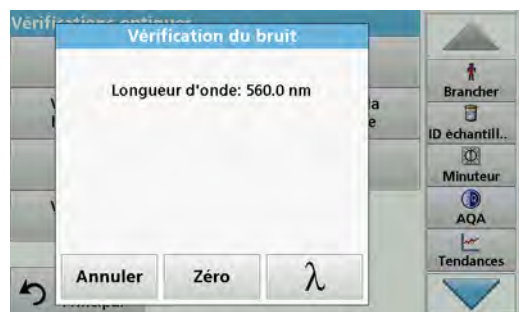 Vérification du bruit
Longueur d'onde: 560.0 nm
Annuler
Zéro
λ
Brancher
ID échantill..
Minuteur
AQA
Tendances